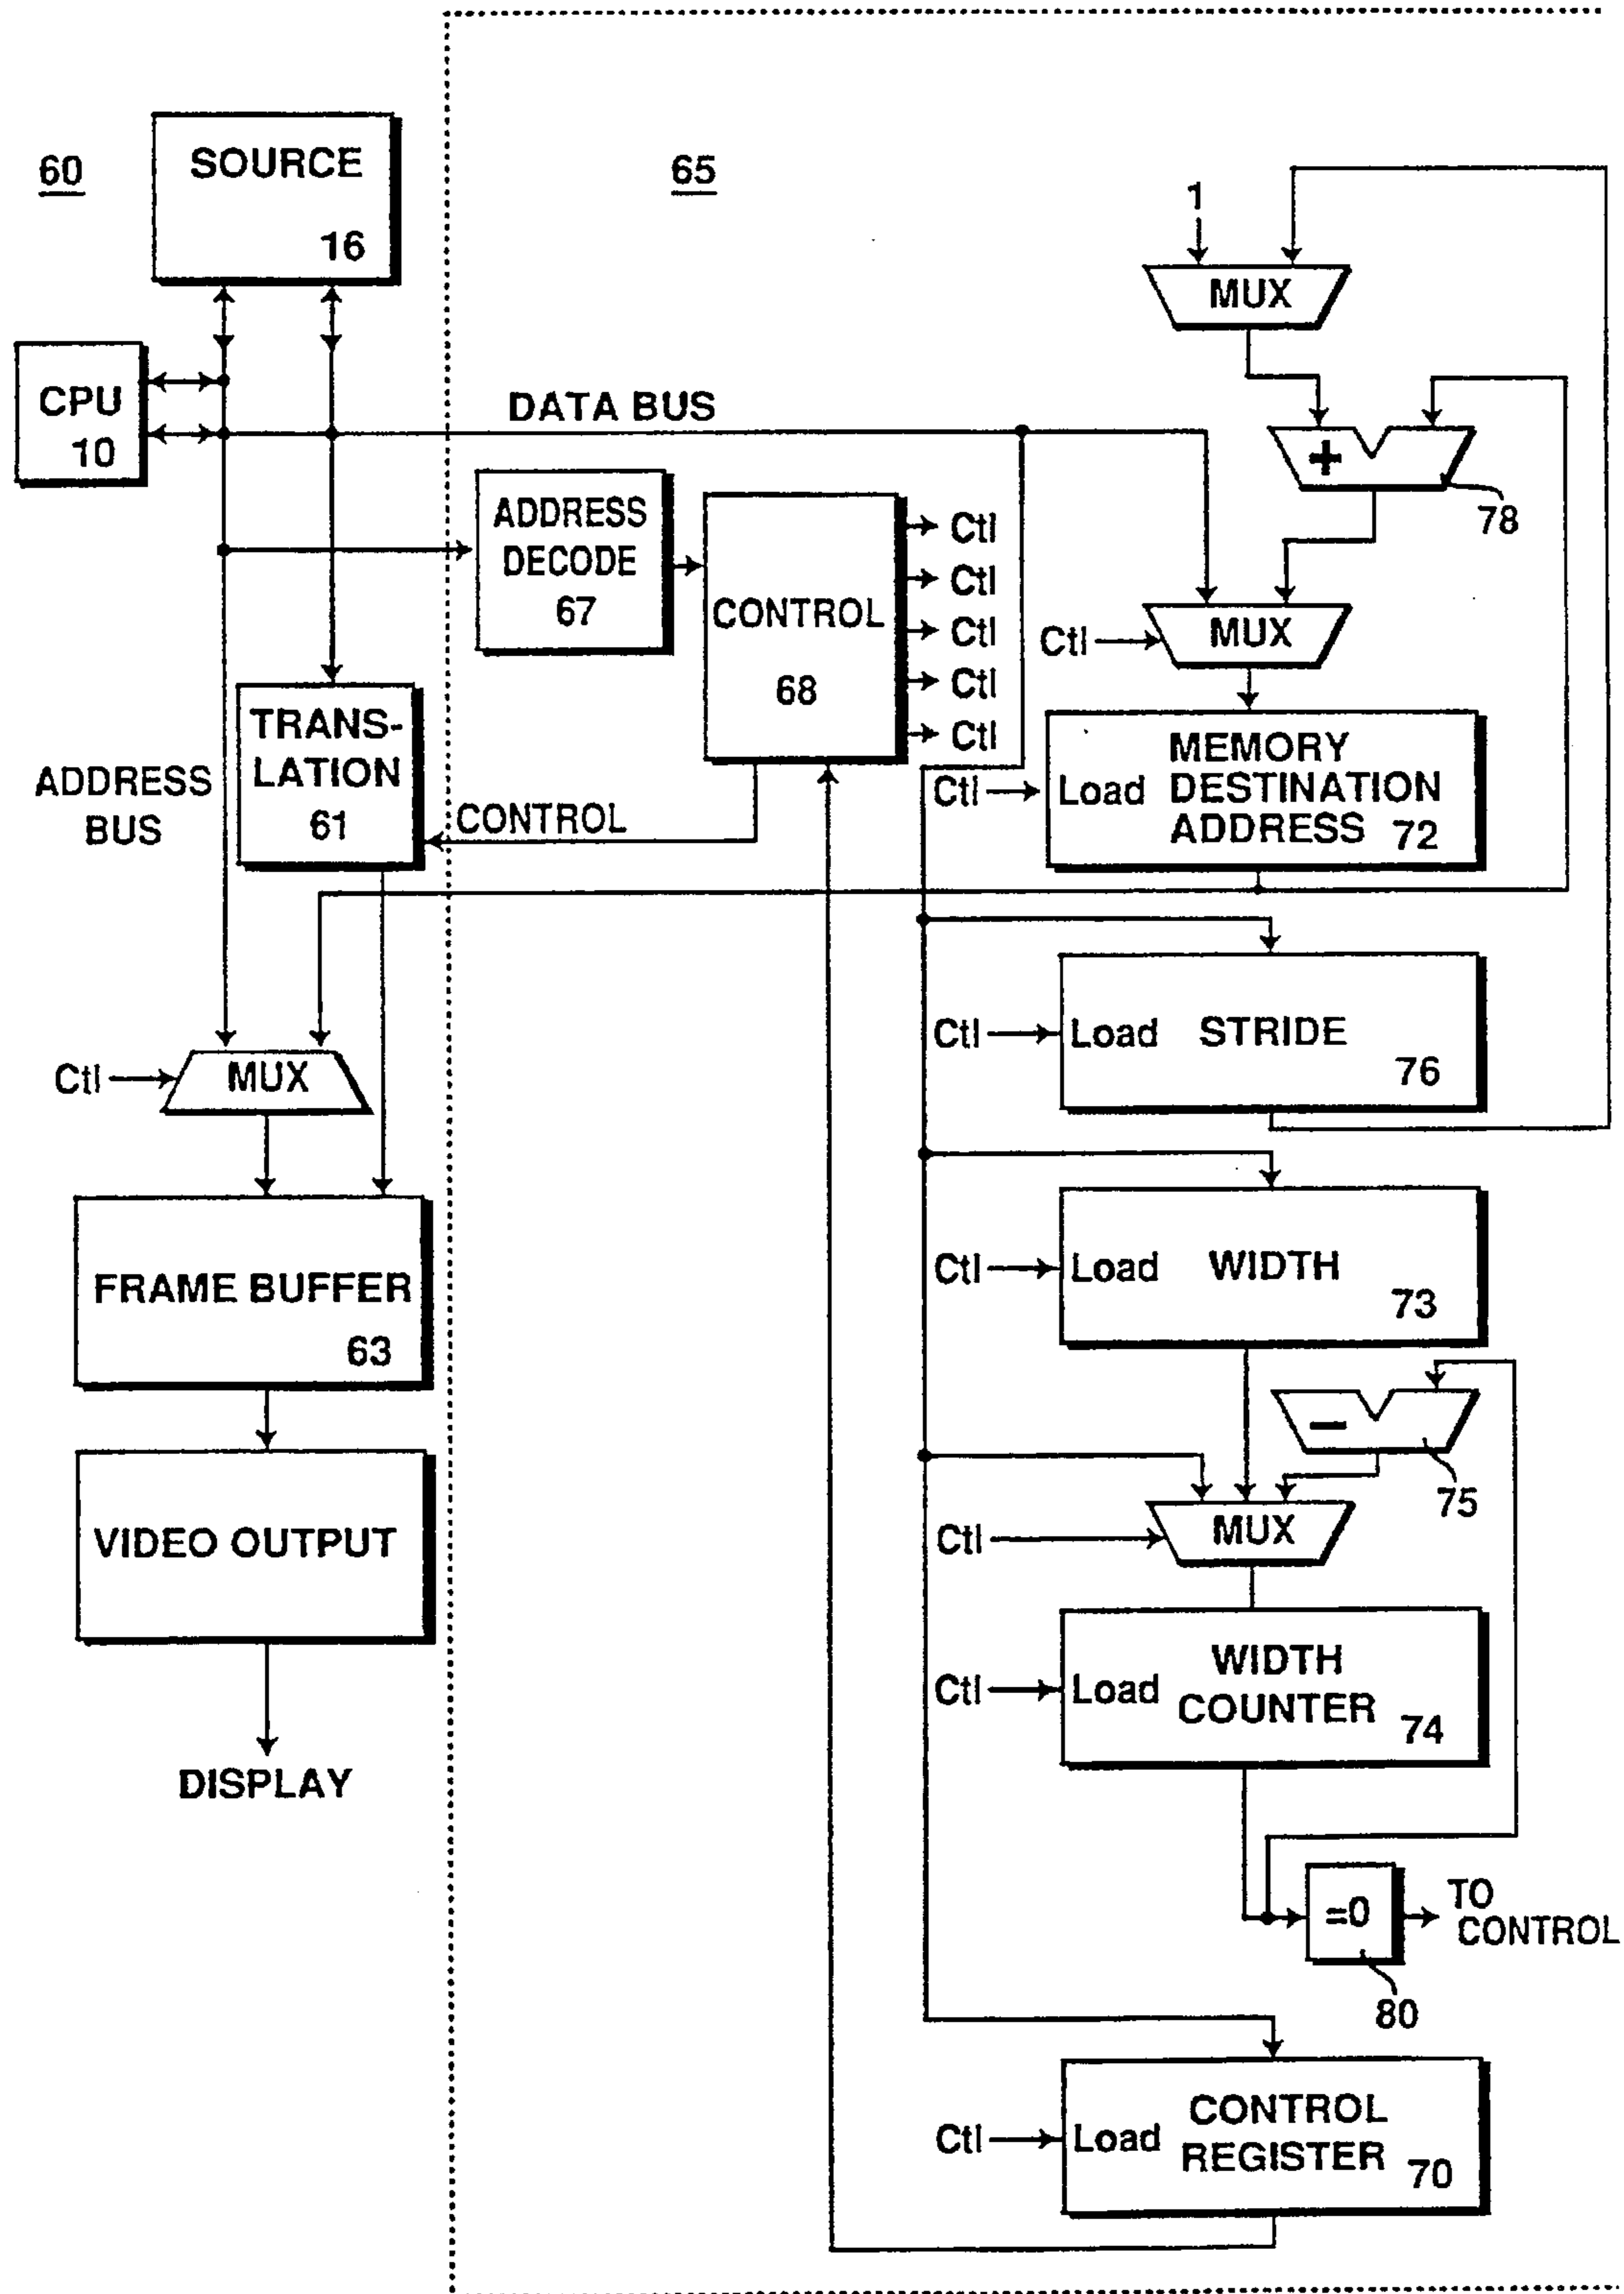 60
SOURCE
16
65
1
MUX
CPU
10
DATA BUS
+
78
ADDRESS
DECODE
67
CONTROL
68
Ctl
Ctl
Ctl
Ctl
Ctl
Ctl
MUX
TRANS-
LATION
61
ADDRESS
BUS
CONTROL
Ctl
Load
MEMORY
DESTINATION
ADDRESS
72
Ctl
Load
STRIDE
76
Ctl
MUX
FRAME BUFFER
63
Ctl
Load
WIDTH
73
−
75
VIDEO OUTPUT
Ctl
MUX
Ctl
Load
WIDTH
COUNTER
74
DISPLAY
=0
TO
CONTROL
80
Ctl
Load
CONTROL
REGISTER
70